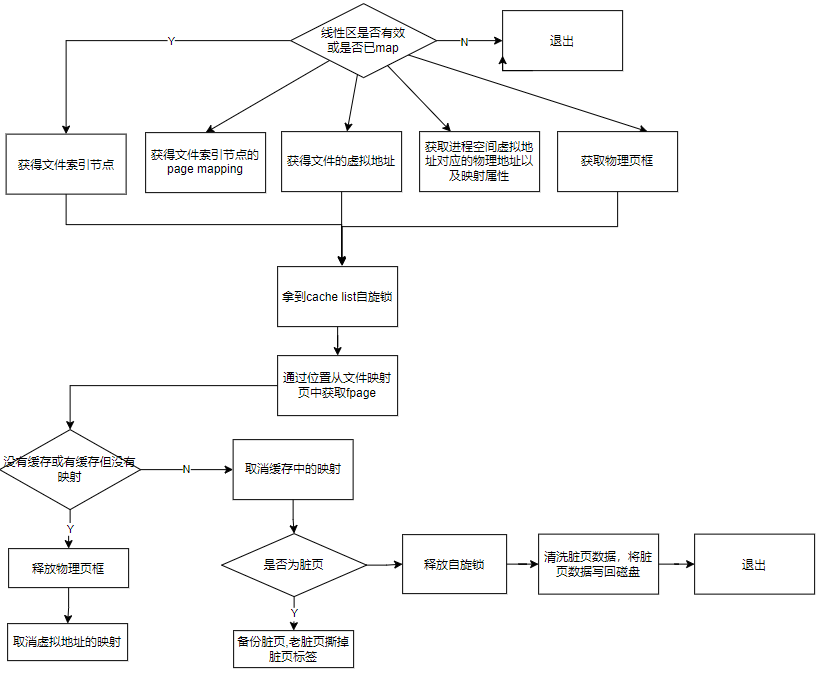 线性区是否有效
或是否已map
Y
N
退出
获得文件索引节点
获得文件索引节点的
page mapping
获得文件的虚拟地址
获取进程空间虚拟地
址对应的物理地址以
及映射属性
获取物理页框
拿到cache list自旋锁
通过位置从文件映射
页中获取fpage
没有缓存或有缓存但没有
映射
N
取消缓存中的映射
Y
释放物理页框
是否为脏页
释放自旋锁
清洗脏页数据，将脏
页数据写回磁盘
退出
Y
取消虚拟地址的映射
备份脏页,老脏页撕掉
脏页标签